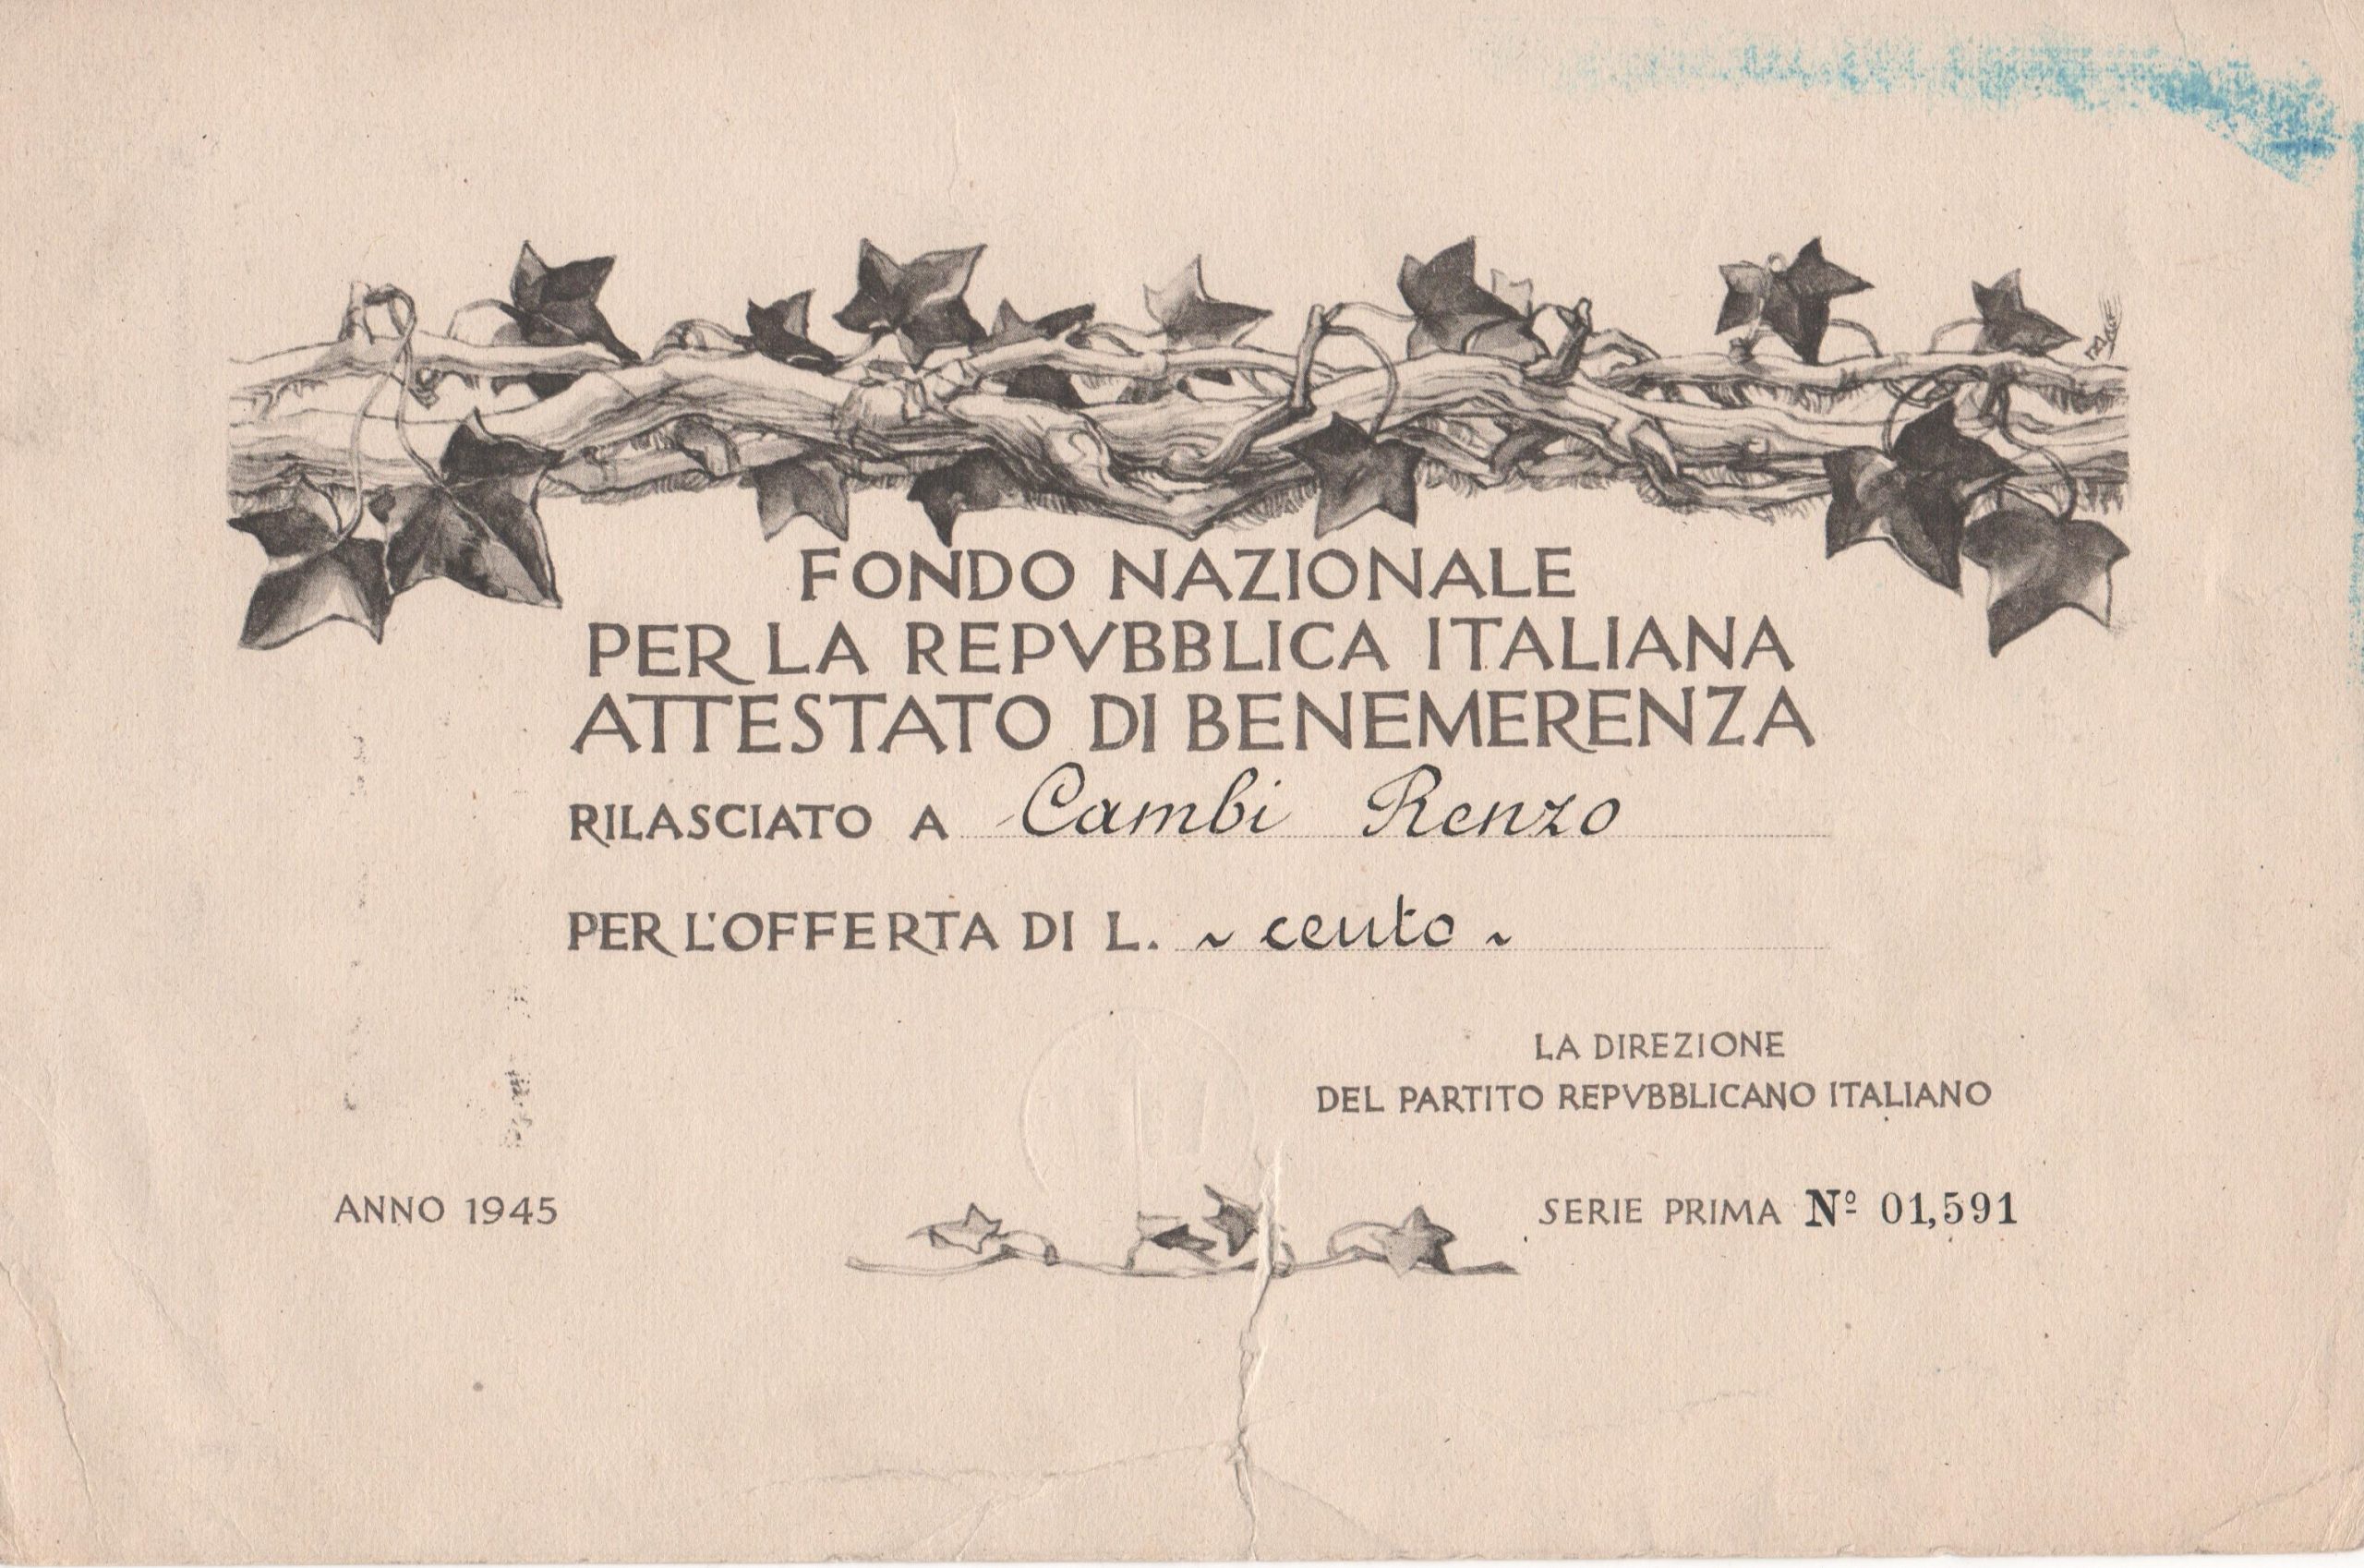 FONDO NAZIONALE
PER LA REPVBBLICA ITALIANA
ATTESTATO DI BENEMERENZA
RILASCIATO A Cambi Renzo
PER L'OFFERTA DI L. ~ cento ~
LA DIREZIONE
DEL PARTITO REPVBBLICANO ITALIANO
ANNO 1945
SERIE PRIMA Nº 01,591